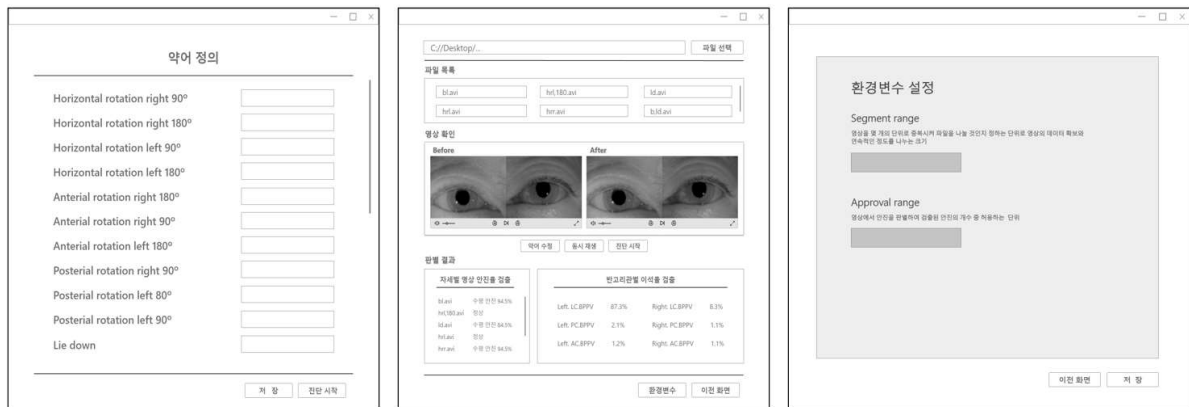 약어 정의
Horizontal rotation right 90º
Horizontal rotation right 180º
Horizontal rotation left 90º
Horizontal rotation left 180º
Anterial rotation right 180º
Anterial rotation right 90º
Anterial rotation left 180º
Posterial rotation right 90º
Posterial rotation left 80º
Posterial rotation left 90º
Lie down
저 장 진단 시작
C://Desktop/... 파일 선택
파일 목록
bl.avi hrl,180.avi ld.avi
hrl.avi hrr.avi b.ld.avi
영상 확인
Before After
약어 수정 동시 재생 진단 시작
판별 결과
자세별 영상 안진율 검출
bl.avi 수평 안진 94.5%
hrl,180.avi 정상
ld.avi 수평 안진 84.5%
hrl.avi 정상
hrr.avi 수평 안진 94.5%
반고리관별 이석율 검출
Left. LC.BPPV 87.3% Right. LC.BPPV 8.3%
Left. PC.BPPV 2.1% Right. PC.BPPV 1.1%
Left. AC.BPPV 1.2% Right. AC.BPPV 1.1%
환경변수 이전 화면
환경변수 설정
Segment range
영상을 몇 개의 단위로 중복시켜 파일을 나눌 것인지 정하는 단위로 영상의 데이터 확보와
연속적인 정도를 나누는 크기
Approval range
영상에서 안진을 판별하여 검출된 안진의 개수 중 허용하는 단위
이전 화면 저 장